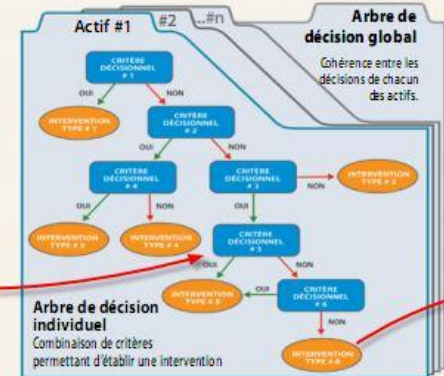 Actif #1
#2
...#n
Arbre de
décision global
Cohérence entre les
décisions de chacun
des actifs.
CRITÈRE
DÉCISIONNEL
# 1
OUI
NON
INTERVENTION
TYPE # 1
CRITÈRE
DÉCISIONNEL
# 2
OUI
NON
CRITÈRE
DÉCISIONNEL
# 4
CRITÈRE
DÉCISIONNEL
# 3
NON
INTERVENTION
TYPE # 2
OUI
NON
OUI
INTERVENTION
TYPE # 3
INTERVENTION
TYPE # 4
CRITÈRE
DÉCISIONNEL
# 5
OUI
NON
INTERVENTION
TYPE # 5
OUI
CRITÈRE
DÉCISIONNEL
# 6
NON
INTERVENTION
TYPE # 6
Arbre de décision
individuel
Combinaison de critères
permettant d'établir une intervention